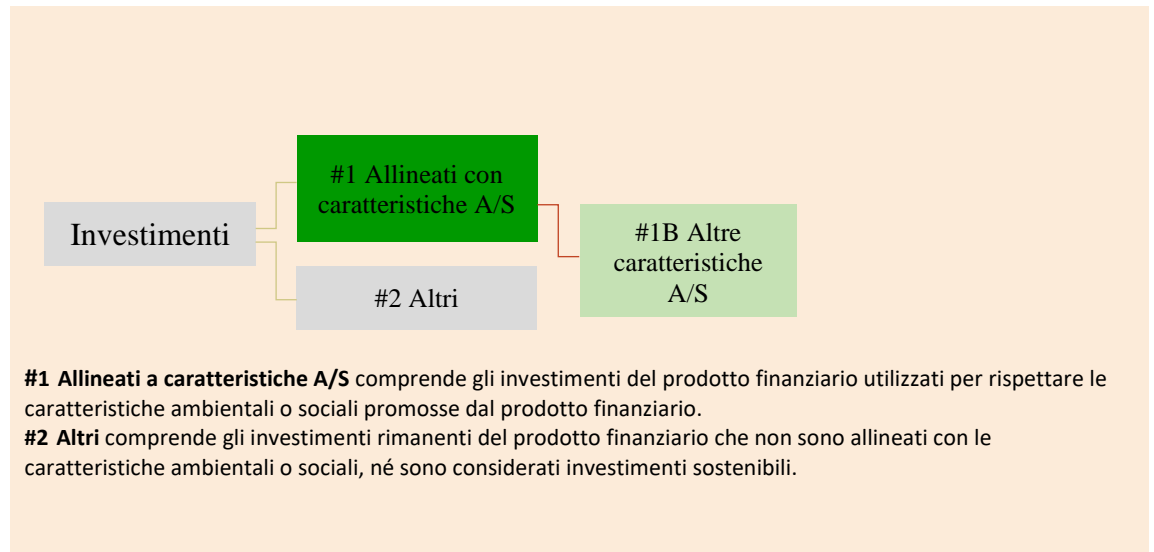 #1 Allineati con
caratteristiche A/S
Investimenti
#1B Altre
caratteristiche
A/S
#2 Altri
#1 Allineati a caratteristiche A/S comprende gli investimenti del prodotto finanziario utilizzati per rispettare le
caratteristiche ambientali o sociali promosse dal prodotto finanziario.
#2 Altri comprende gli investimenti rimanenti del prodotto finanziario che non sono allineati con le
caratteristiche ambientali o sociali, né sono considerati investimenti sostenibili.